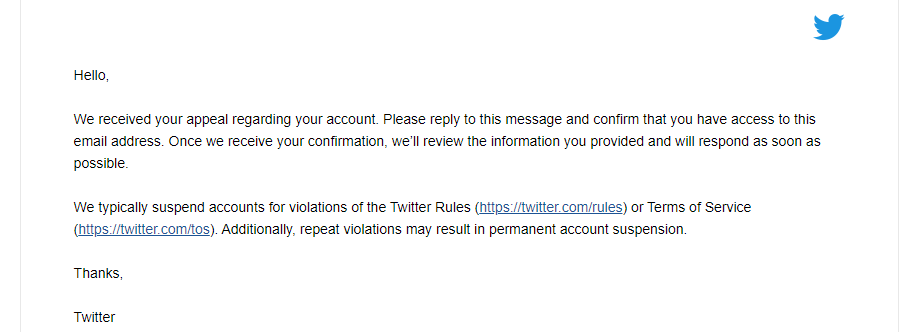 Hello,
We received your appeal regarding your account. Please reply to this message and confirm that you have access to this
email address. Once we receive your confirmation, we’ll review the information you provided and will respond as soon as
possible.
We typically suspend accounts for violations of the Twitter Rules (https://twitter.com/rules) or Terms of Service
(https://twitter.com/tos). Additionally, repeat violations may result in permanent account suspension.
Thanks,
Twitter